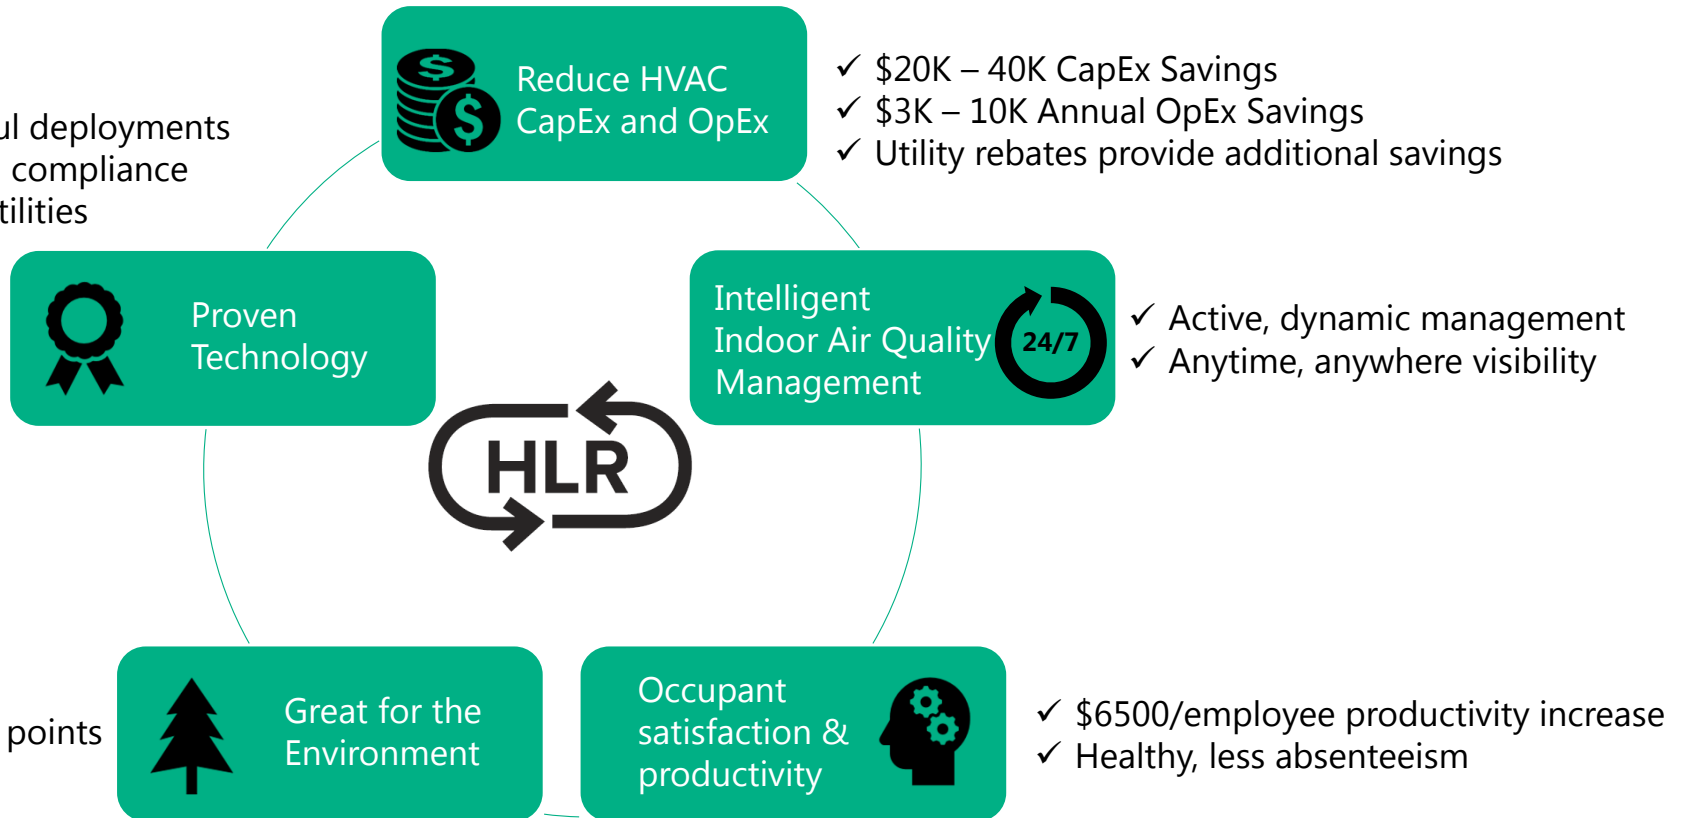 Reduce HVAC
CapEx and OpEx
✓ $20K – 40K CapEx Savings
✓ $3K – 10K Annual OpEx Savings
✓ Utility rebates provide additional savings
deployments
compliance
Proven
Technology
Intelligent
Indoor Air Quality
Management
24/7
✓ Active, dynamic management
✓ Anytime, anywhere visibility
HLR
points
Great for the
Environment
Occupant
satisfaction &
productivity
✓ $6500/employee productivity increase
✓ Healthy, less absenteeism